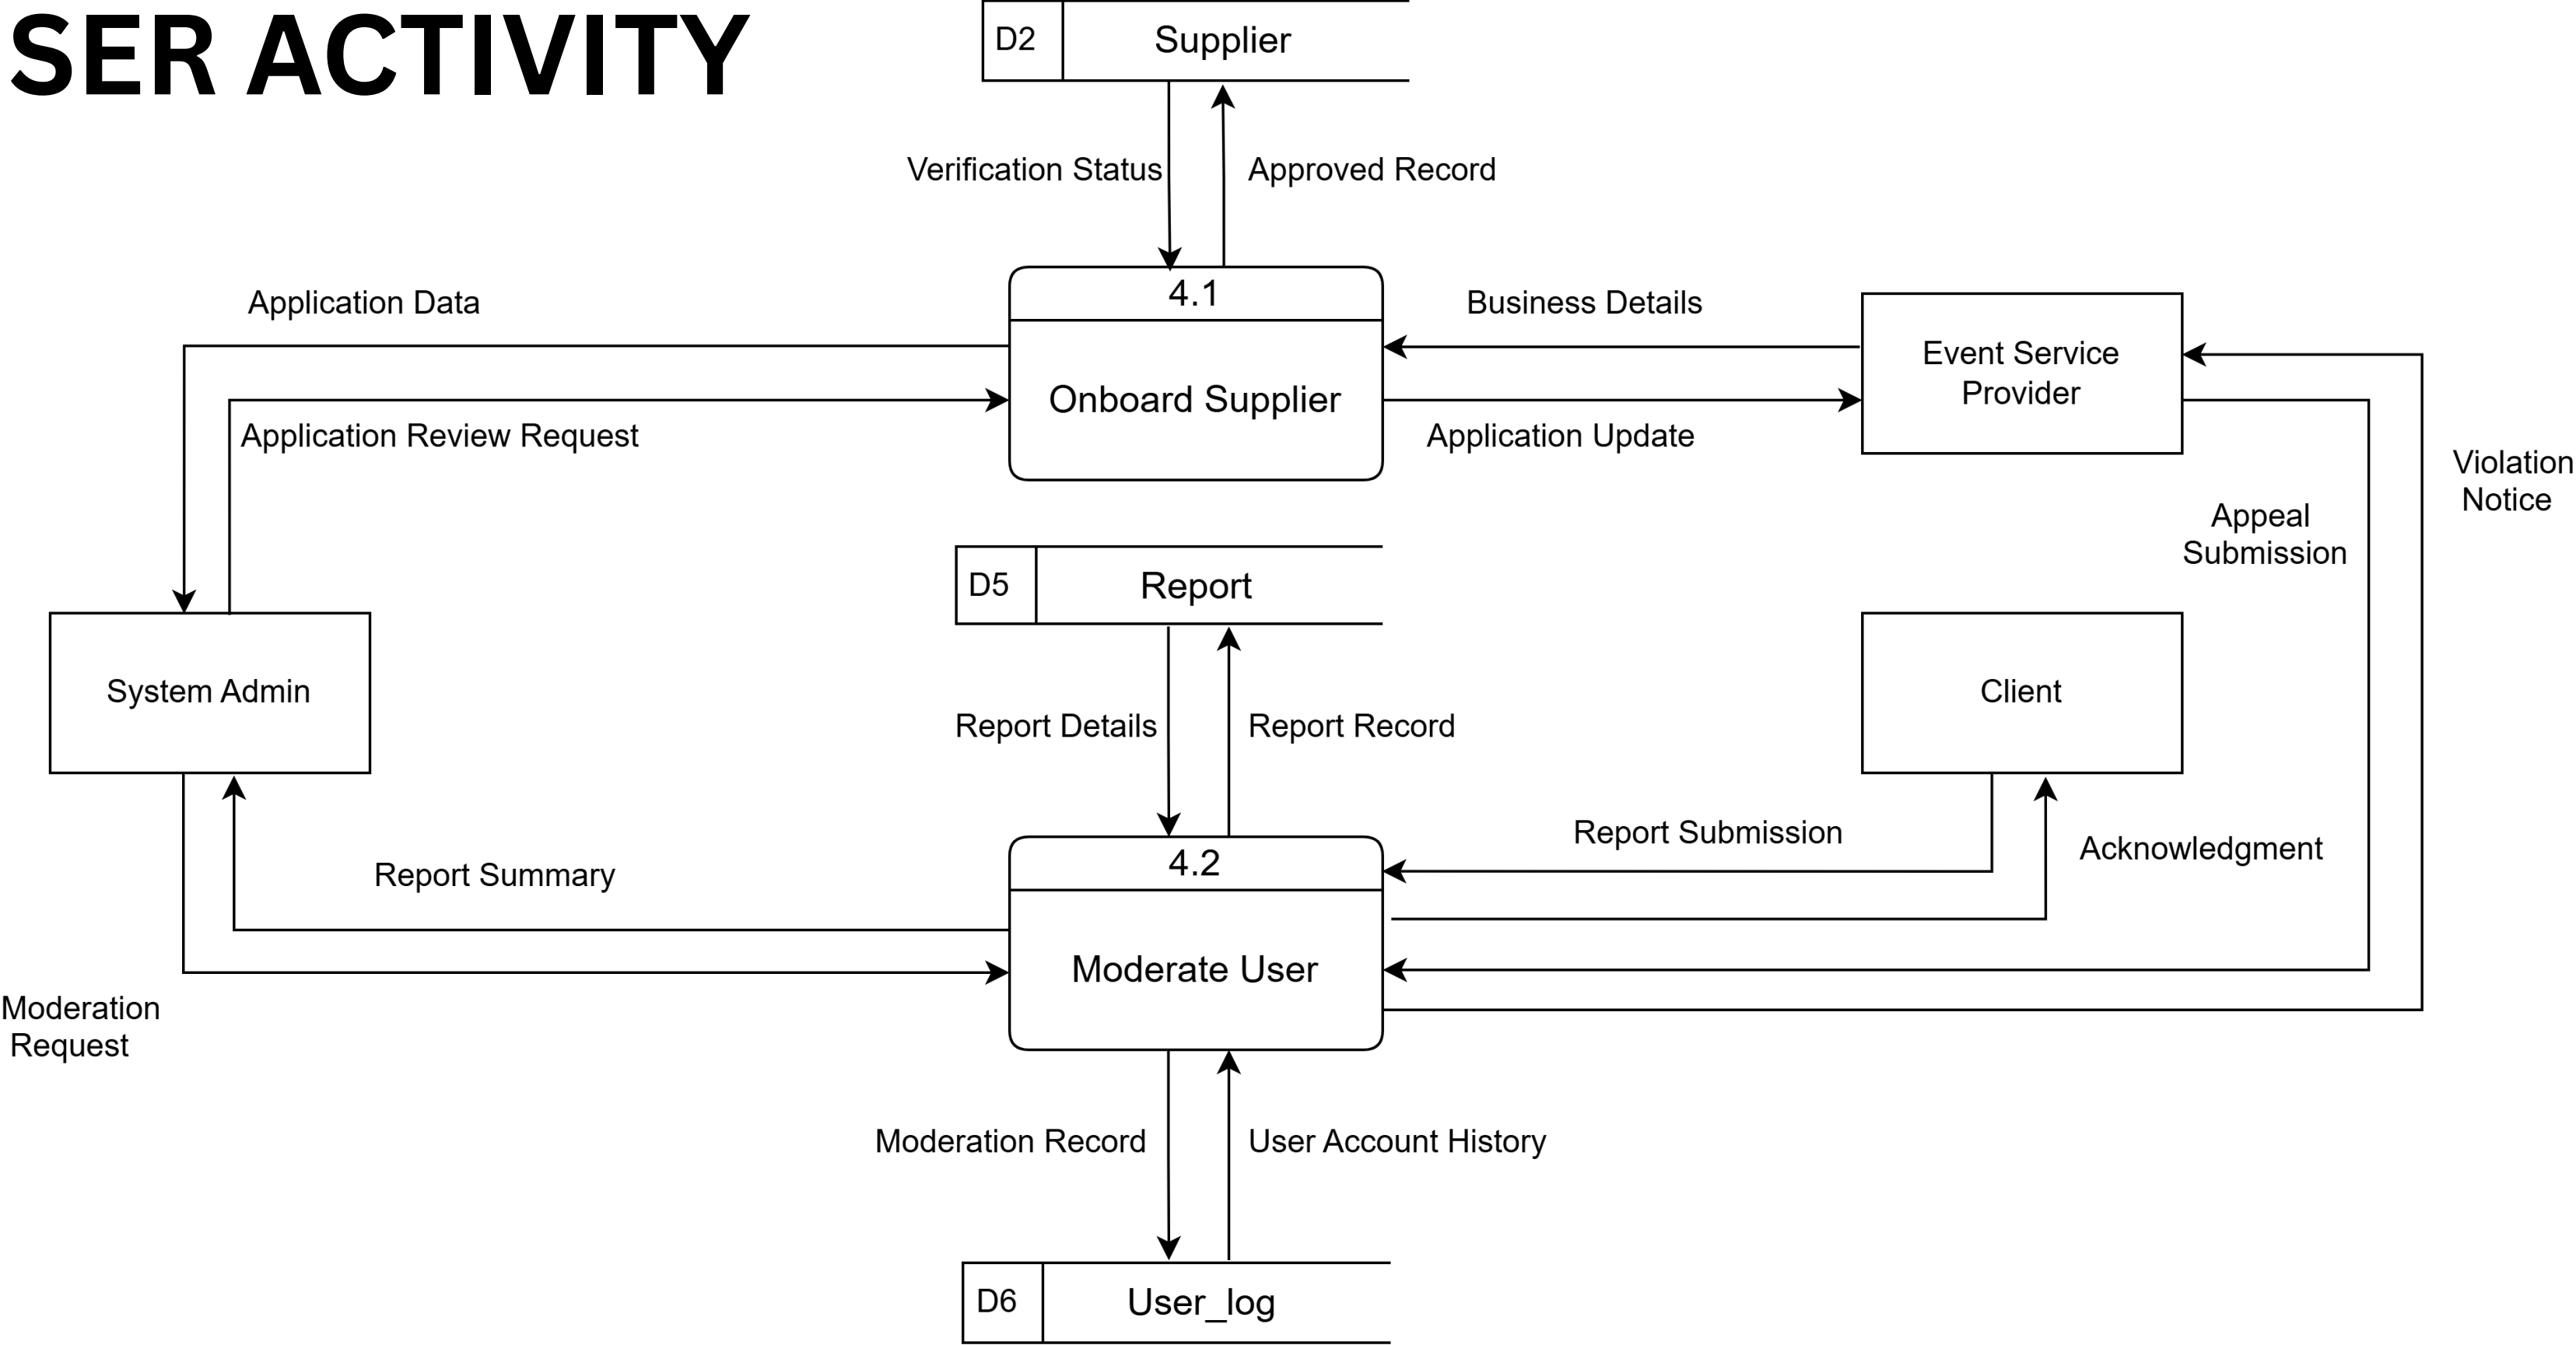 SER ACTIVITY
D2
Supplier
Verification Status
Approved Record
4.1
Onboard Supplier
Application Data
Application Review Request
Business Details
Application Update
Event Service
Provider
Violation
Notice
Appeal
Submission
D5
Report
System Admin
Client
Report Details
Report Record
4.2
Moderate User
Report Submission
Acknowledgment
Report Summary
Moderation
Request
Moderation Record
User Account History
D6
User_log